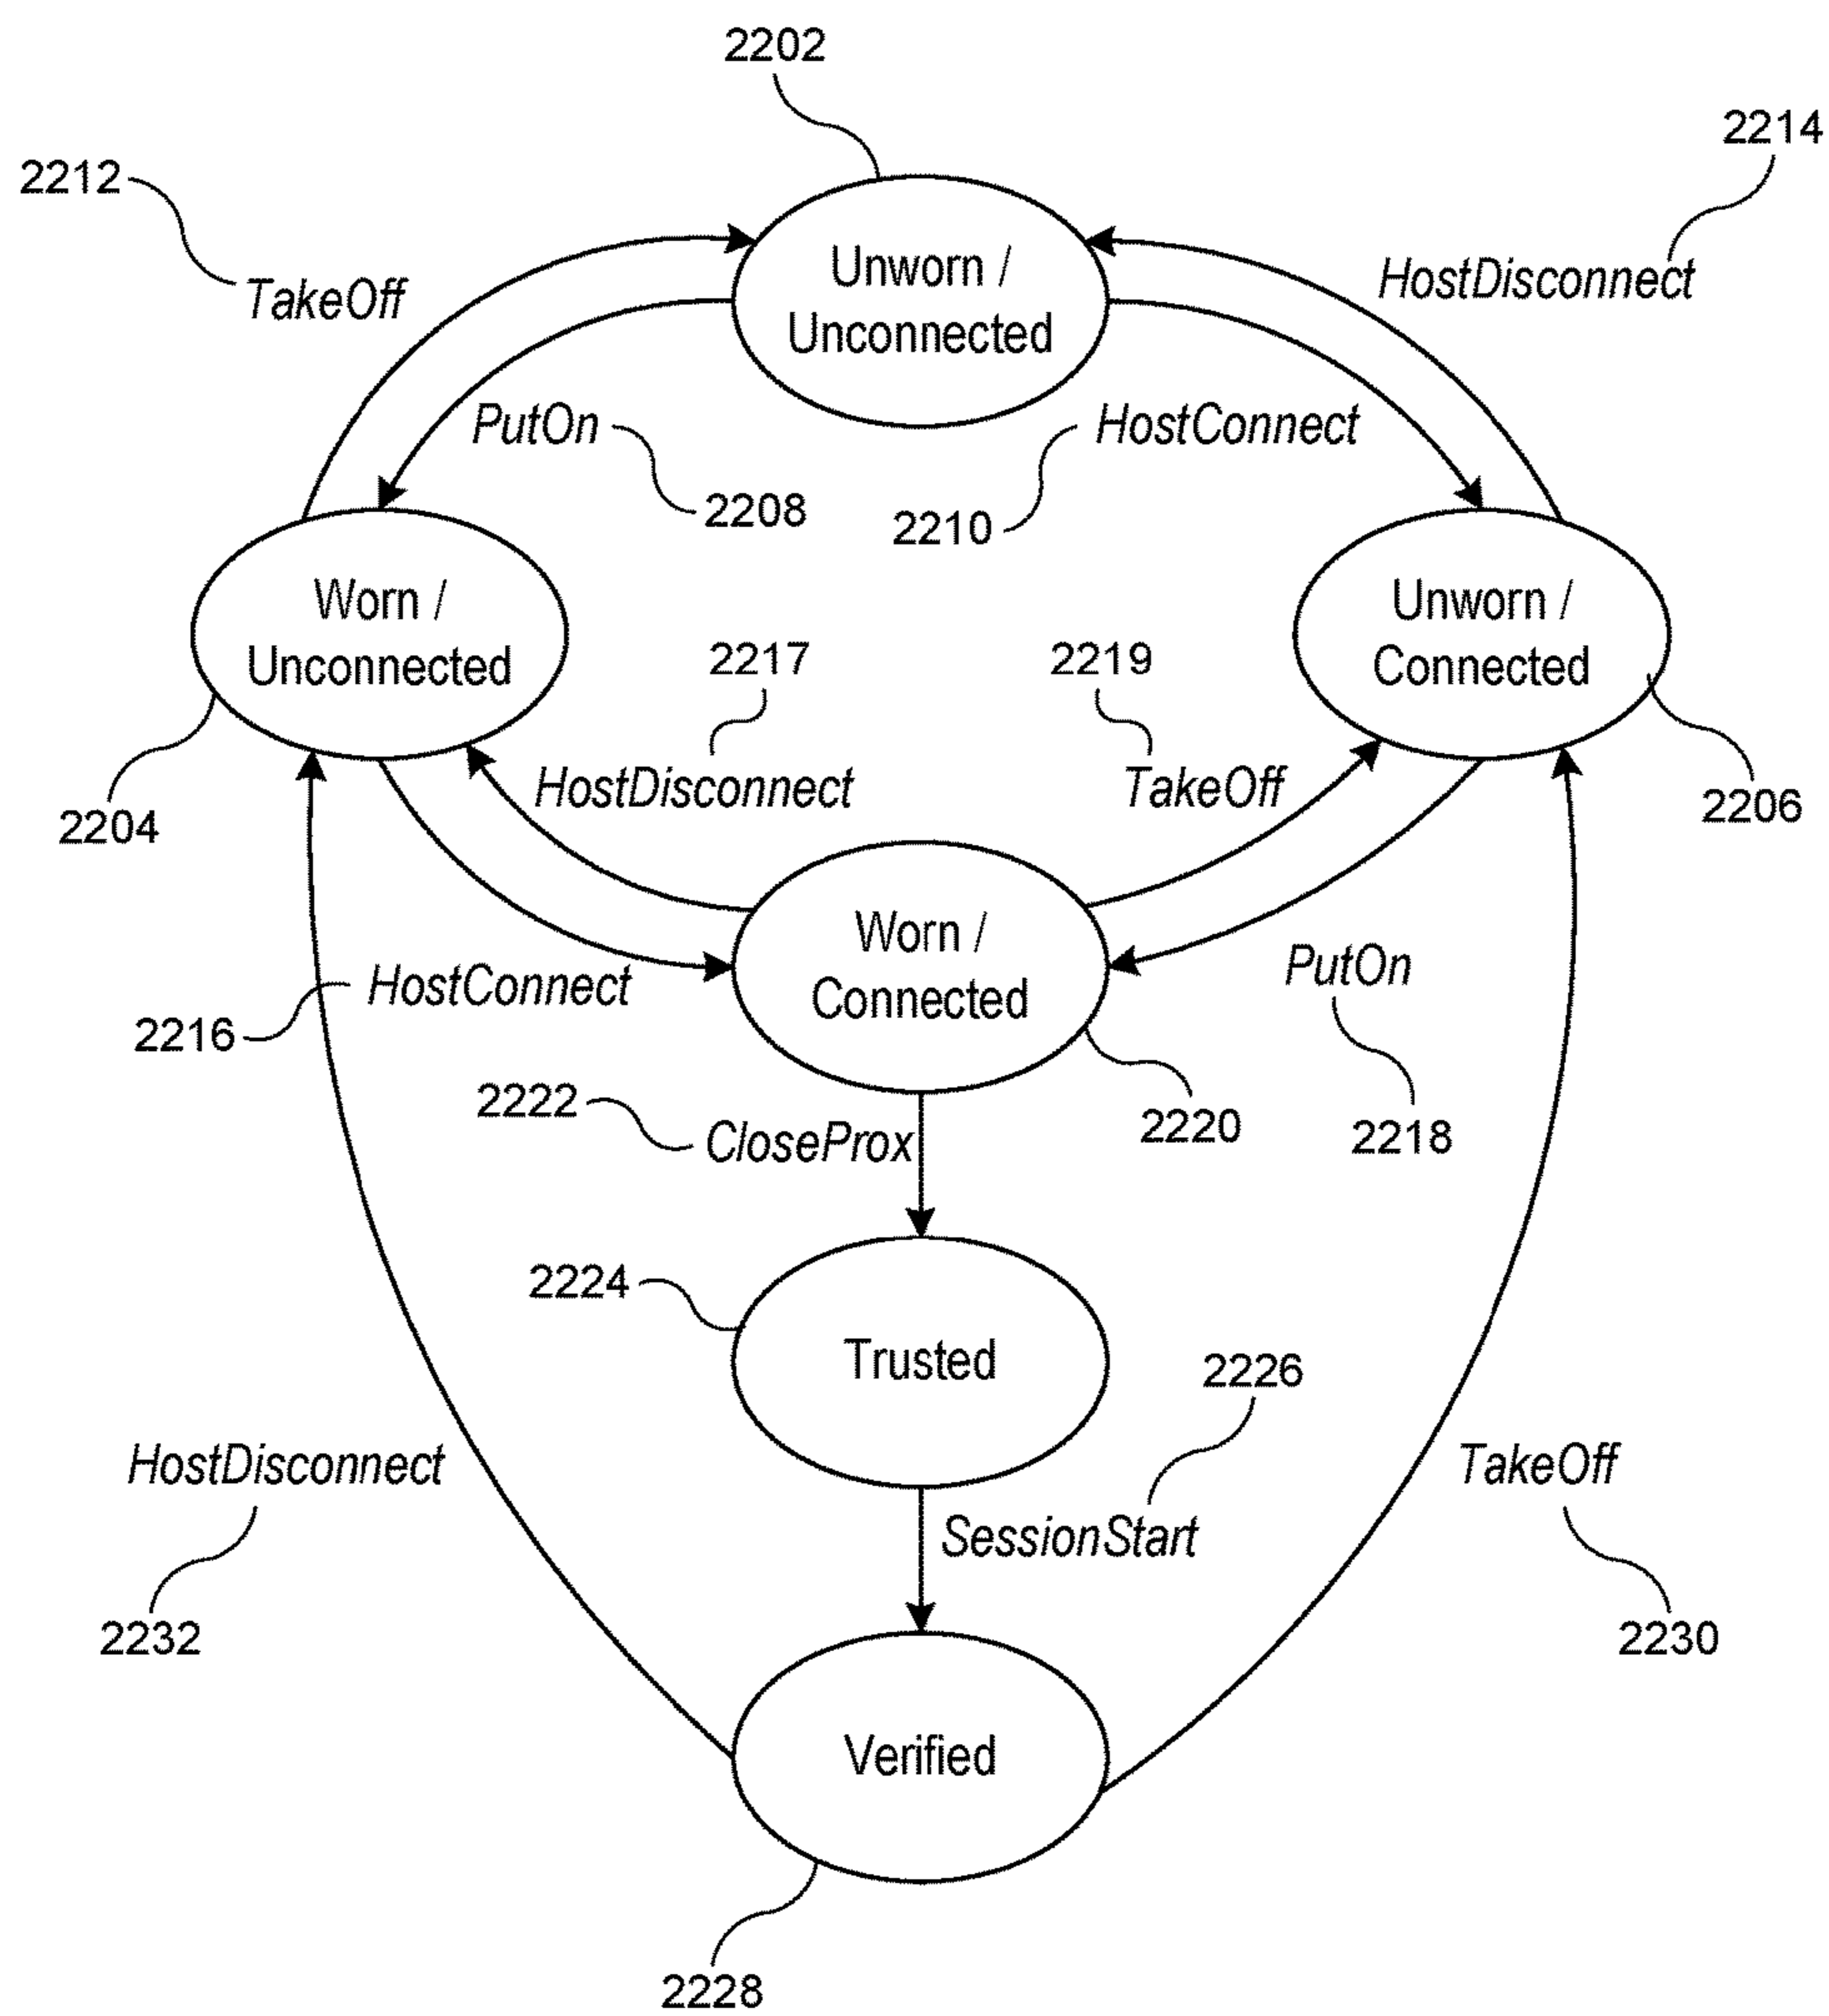 2202
2214
2212
Unworn /
Unconnected
TakeOff
HostDisconnect
PutOn
HostConnect
2208
2210
Worn /
Unconnected
Unworn /
Connected
2217
2219
HostDisconnect
TakeOff
2204
2206
Worn /
Connected
HostConnect
PutOn
2216
2222
CloseProx
2220
2218
2224
Trusted
2226
HostDisconnect
TakeOff
SessionStart
2232
2230
Verified
2228